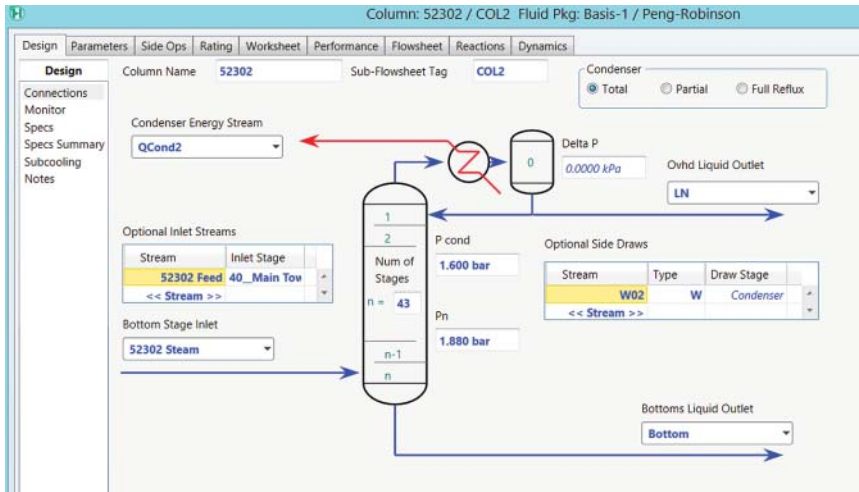 Column: 52302 / COL2 Fluid Pkg: Basis-1 / Peng-Robinson
Design Parameters Side Ops Rating Worksheet Performance Flowsheet Reactions Dynamics
Design
Connections
Monitor
Specs
Specs Summary
Subcooling
Notes
Column Name 52302 Sub-Flowsheet Tag COL2
Condenser
Total Partial Full Reflux
Condenser Energy Stream
QCond2
0
Delta P
0.0000 kPa
Ovhd Liquid Outlet
LN
Optional Inlet Streams
Stream Inlet Stage
52302 Feed 40__Main Tow
<< Stream >>
Bottom Stage Inlet
52302 Steam
1
2
Num of
Stages
n = 43
n-1
n
P cond
1.600 bar
Pn
1.880 bar
Optional Side Draws
Stream Type Draw Stage
W02 W Condenser
<< Stream >>
Bottoms Liquid Outlet
Bottom